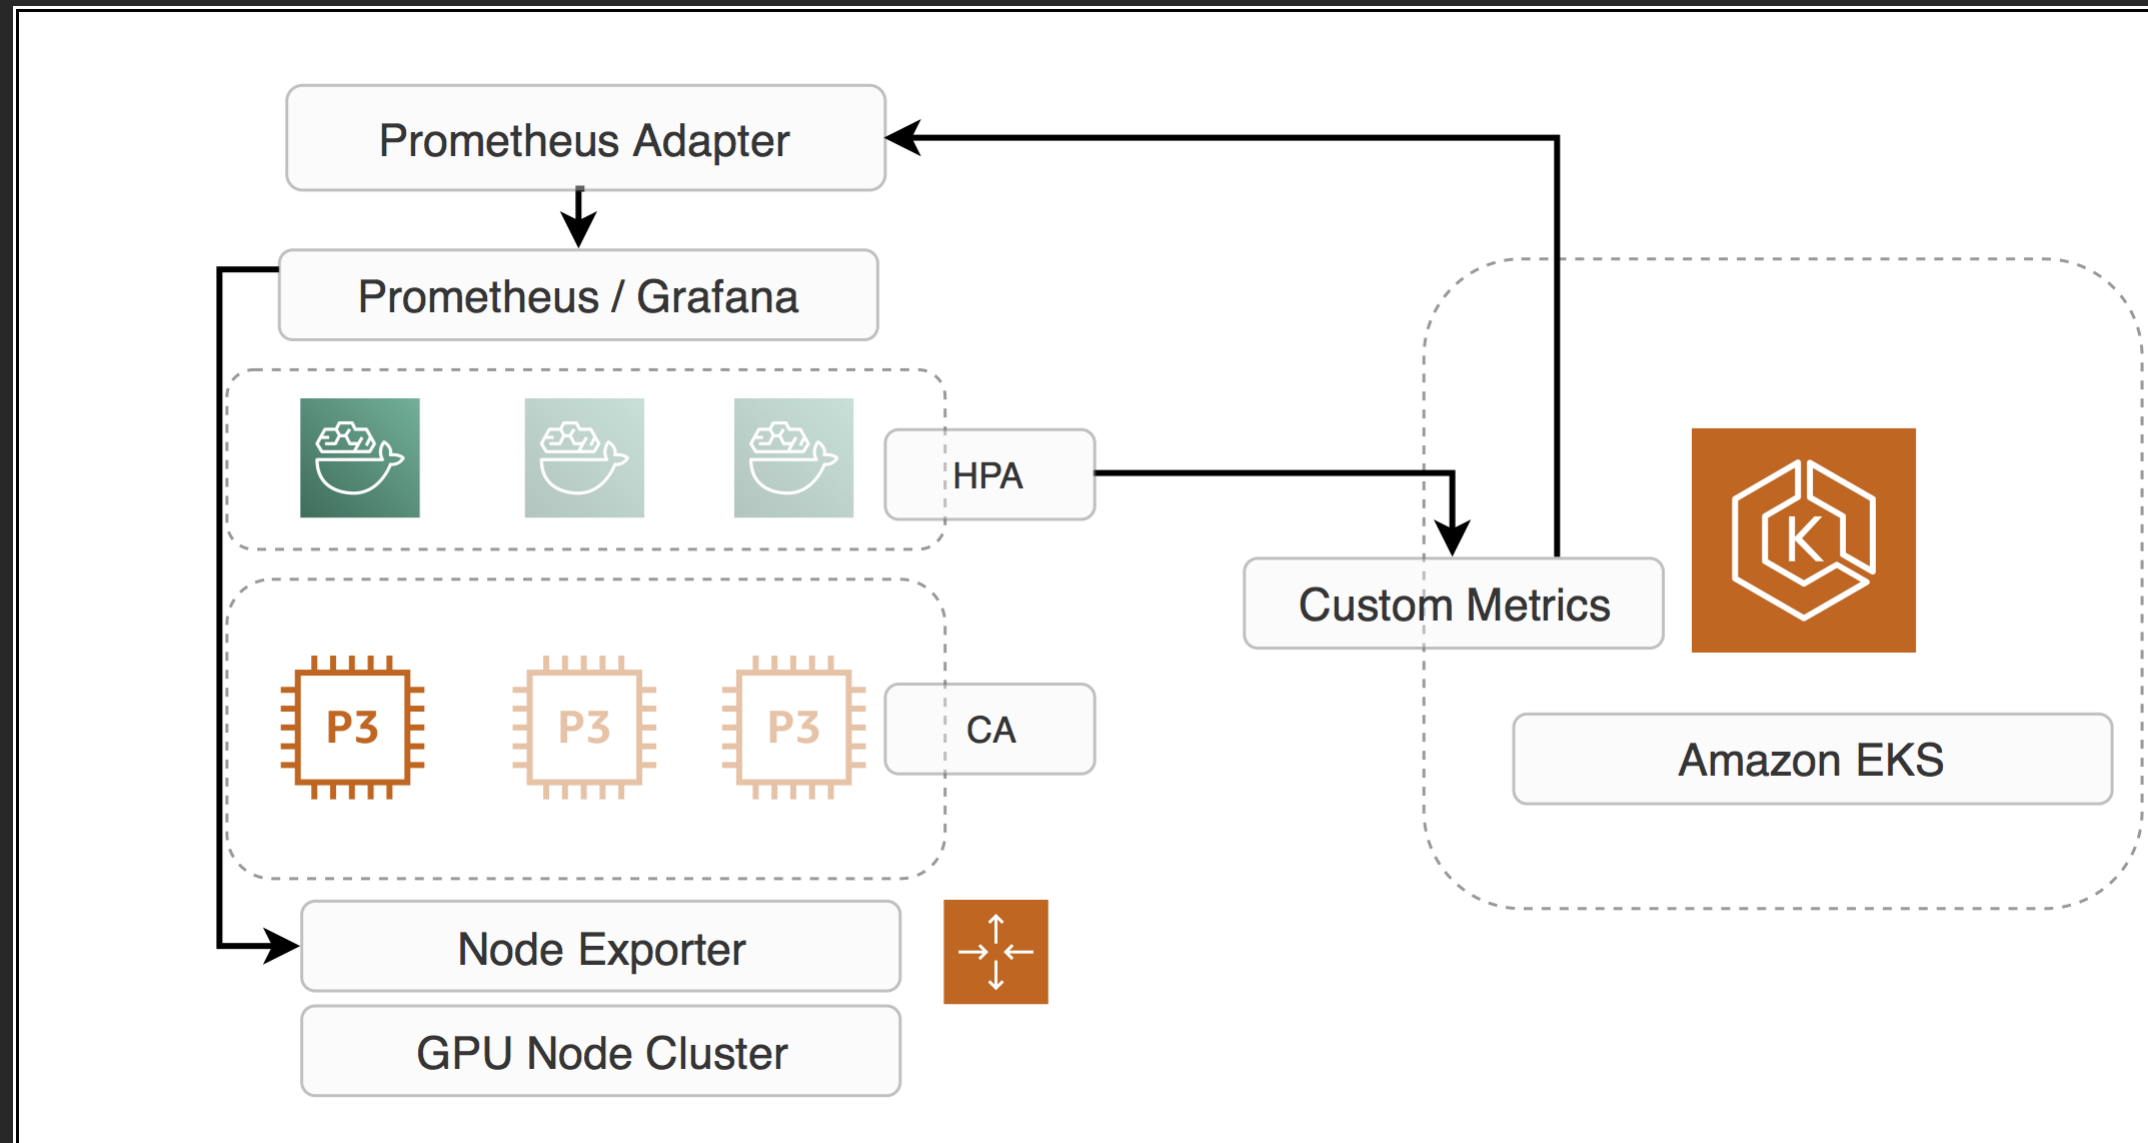 Prometheus Adapter
Prometheus / Grafana
HPA
K
Custom Metrics
P3 P3 P3
CA
Amazon EKS
Node Exporter
GPU Node Cluster